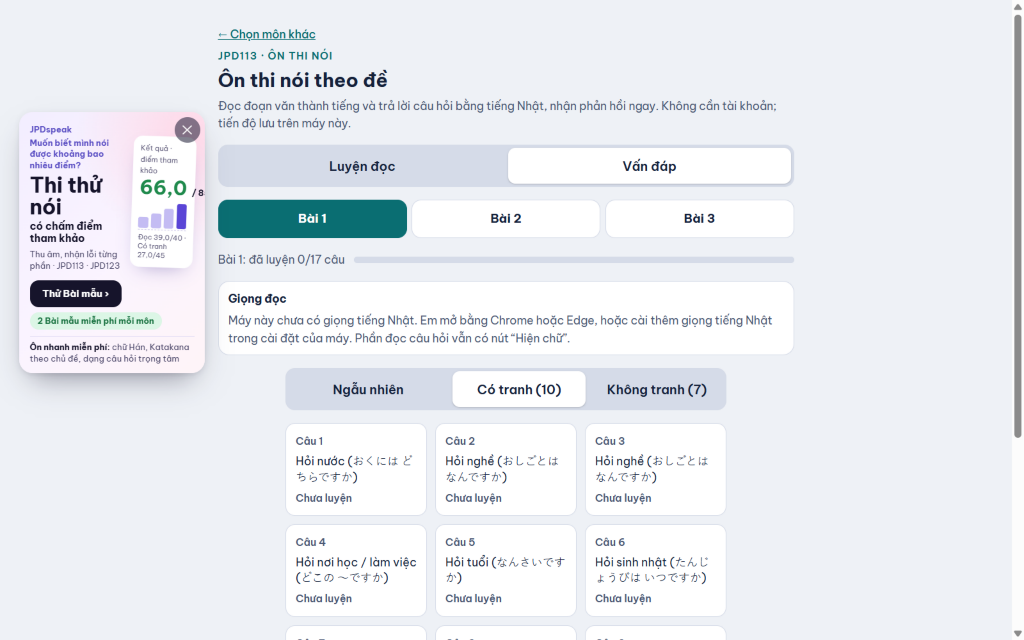 ← Chọn môn khác
JPD113 · ÔN THI NÓI
Ôn thi nói theo đề
Đọc đoạn văn thành tiếng và trả lời câu hỏi bằng tiếng Nhật, nhận phản hồi ngay. Không cần tài khoản;
tiến độ lưu trên máy này.
JPDspeak
Muốn biết mình nói
được khoảng bao
nhiêu điểm?
Thi thử
nói
có chấm điểm
tham khảo
Thu âm, nhận lỗi từng
phần · JPD113 · JPD123
Kết quả ·
điểm tham
khảo
66,0 /8
Đọc 39,0/40 ·
Có tranh
27,0/45
Thử Bài mẫu ›
2 Bài mẫu miễn phí mỗi môn
Ôn nhanh miễn phí: chữ Hán, Katakana
theo chủ đề, dạng câu hỏi trọng tâm
Luyện đọc
Vấn đáp
Bài 1
Bài 2
Bài 3
Bài 1: đã luyện 0/17 câu
Giọng đọc
Máy này chưa có giọng tiếng Nhật. Em mở bằng Chrome hoặc Edge, hoặc cài thêm giọng tiếng Nhật
trong cài đặt của máy. Phần đọc câu hỏi vẫn có nút “Hiện chữ”.
Ngẫu nhiên
Có tranh (10)
Không tranh (7)
Câu 1
Hỏi nước (おくには ど
ちらですか)
Chưa luyện
Câu 2
Hỏi nghề (おしごとは
なんですか)
Chưa luyện
Câu 3
Hỏi nghề (おしごとは
なんですか)
Chưa luyện
Câu 4
Hỏi nơi học / làm việc
(どこの ～ですか)
Chưa luyện
Câu 5
Hỏi tuổi (なんさいです
か)
Chưa luyện
Câu 6
Hỏi sinh nhật (たんじ
ょうびは いつですか)
Chưa luyện